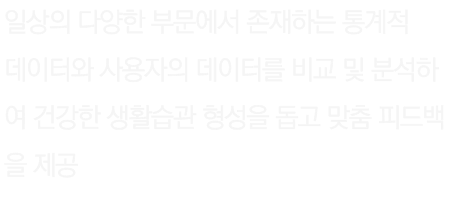 일상의 다양한 부문에서 존재하는 통계적
데이터와 사용자의 데이터를 비교 및 분석하
여 건강한 생활습관 형성을 돕고 맞춤 피드백
을 제공